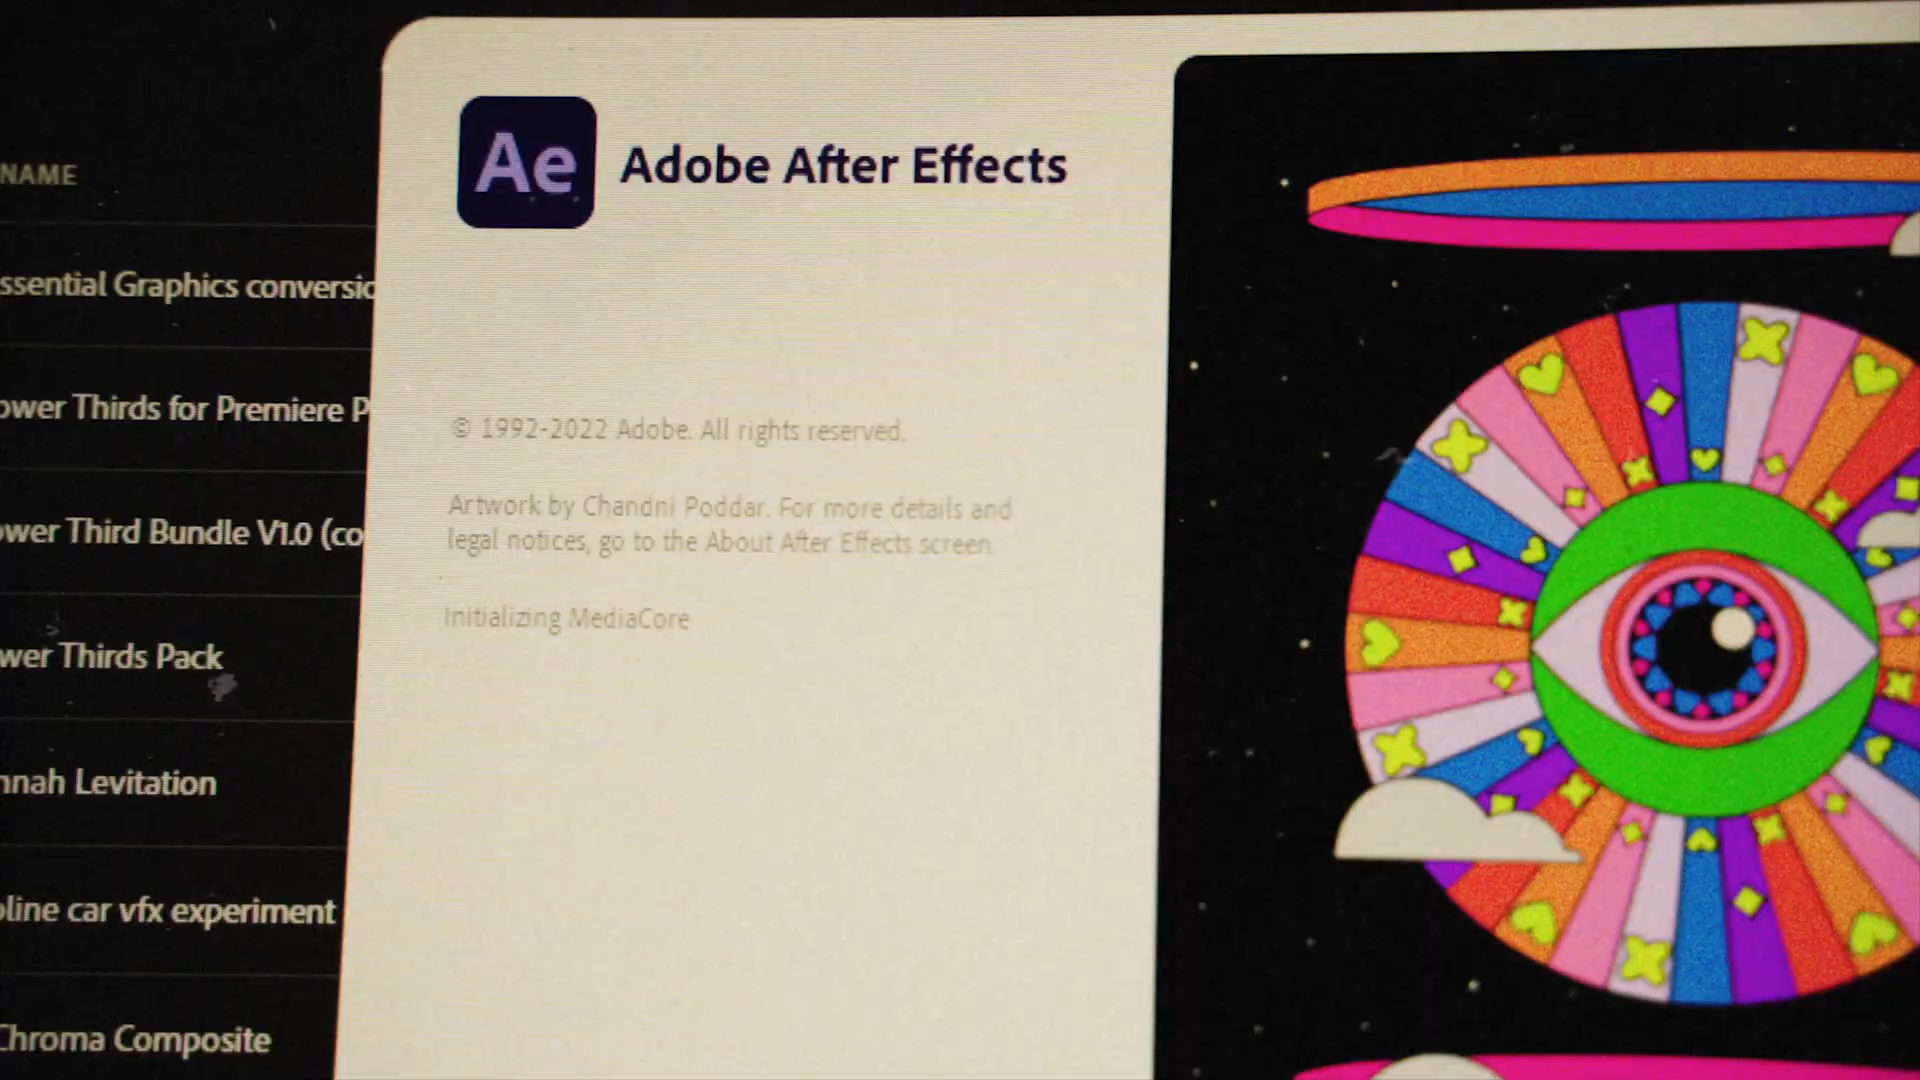 NAME
ssential Graphics conversio
ower Thirds for Premiere P
ower Third Bundle V1.0 (co
wer Thirds Pack
nnah Levitation
oline car vfx experiment
Chroma Composite
Ae
Adobe After Effects
© 1992-2022 Adobe. All rights reserved.
Artwork by Chandni Poddar. For more details and
legal notices, go to the About After Effects screen.
Initializing MediaCore